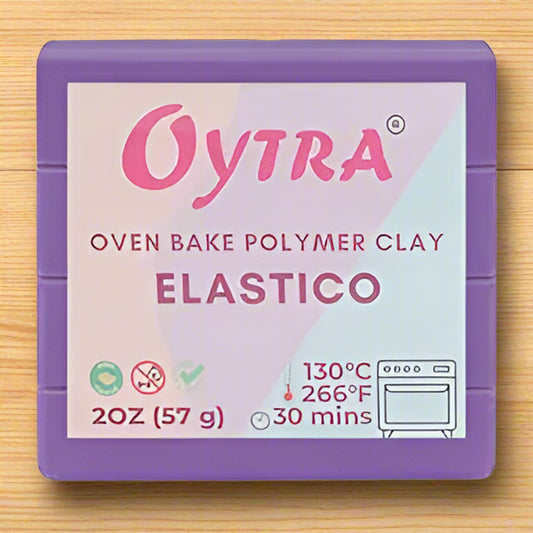 OYTRA®
OVEN BAKE POLYMER CLAY
ELASTICO
130°C
266°F
2OZ (57 g)
30 mins